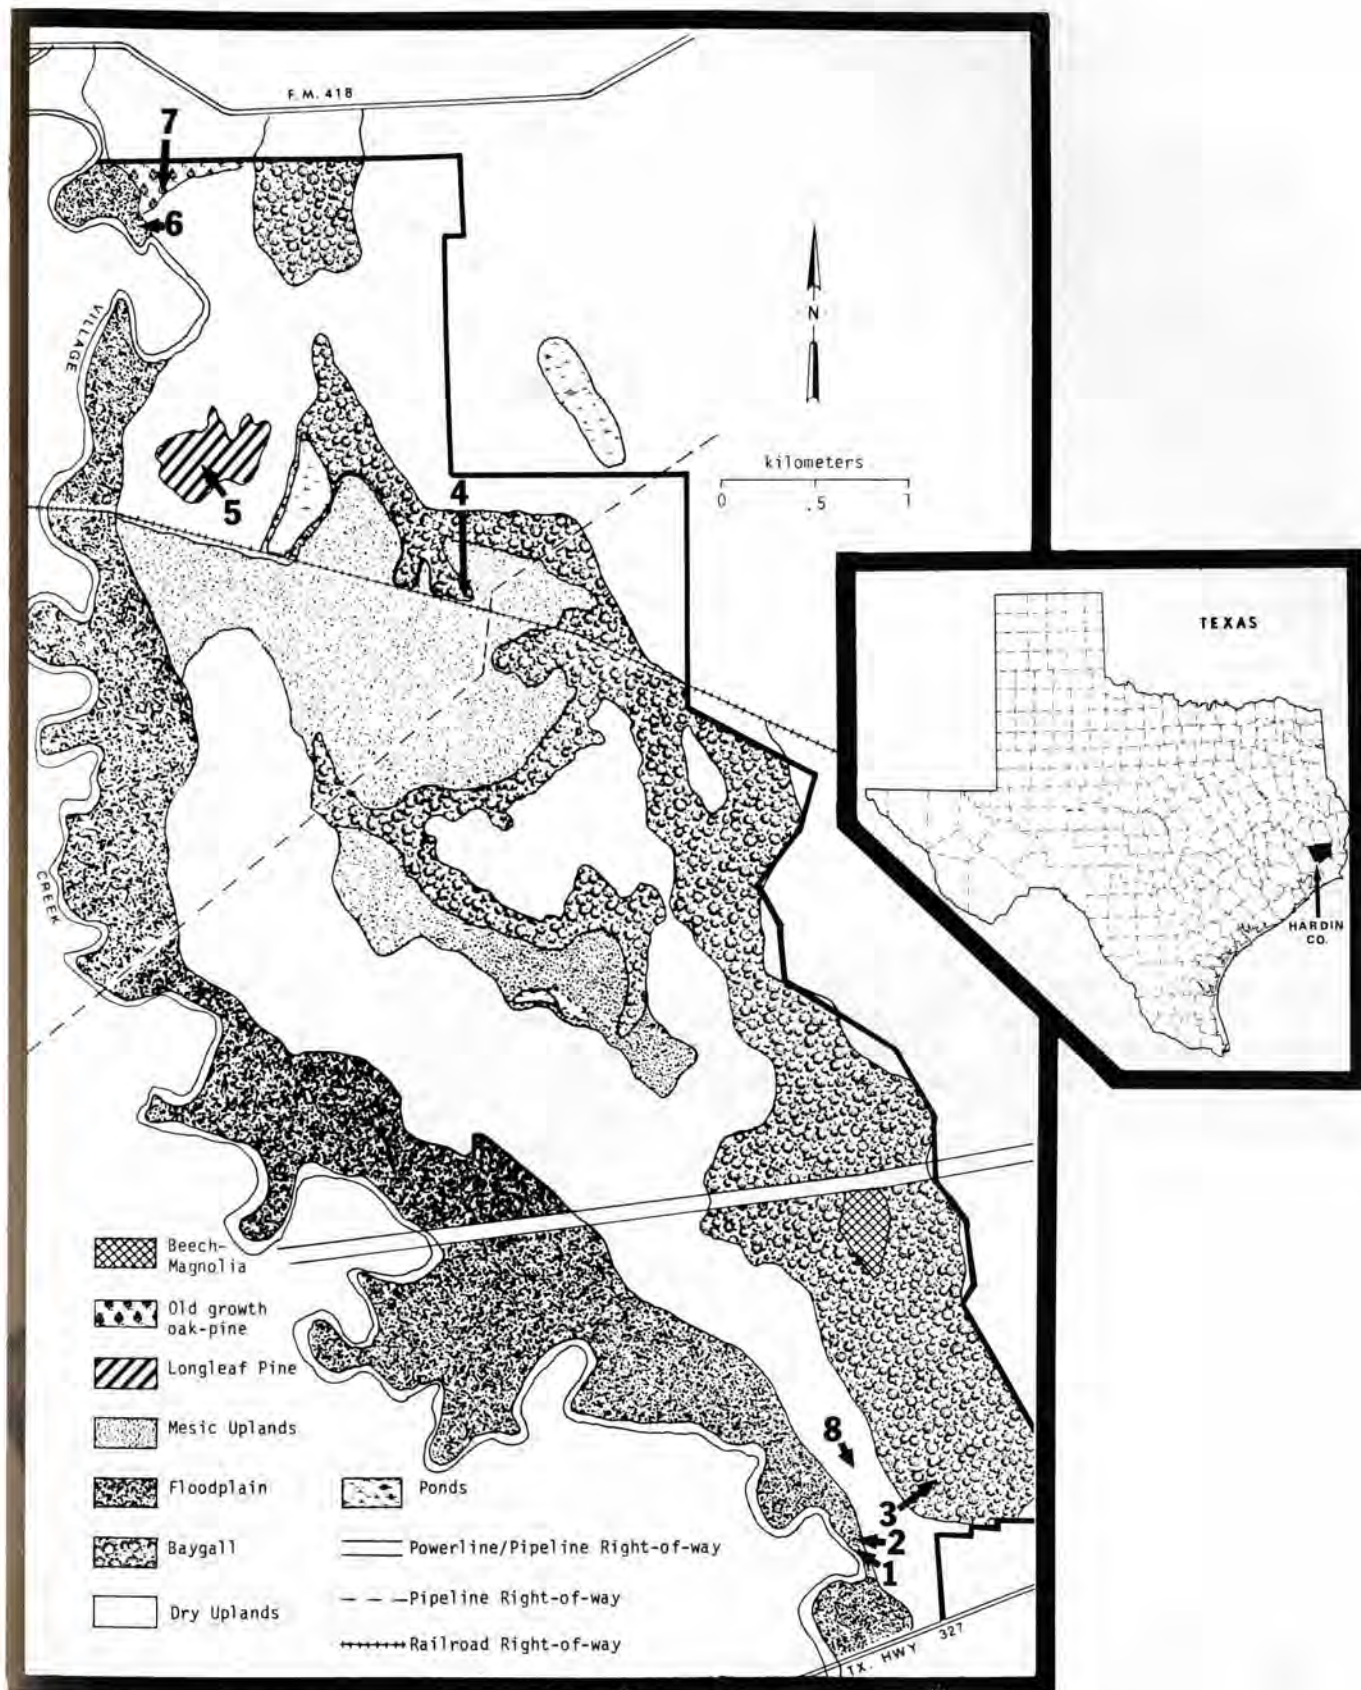 F.M. 418
7
6
VILLAGE
N
kilometers
0 .5 1
4
5
TEXAS
HARDIN
CO.
CREEK
Beech-
Magnolia
Old growth
oak-pine
Longleaf Pine
Mesic Uplands
8
Floodplain
Ponds
3
2
Baygall
Powerline/Pipeline Right-of-way
1
Pipeline Right-of-way
Dry Uplands
Railroad Right-of-way
TX. HWY 327